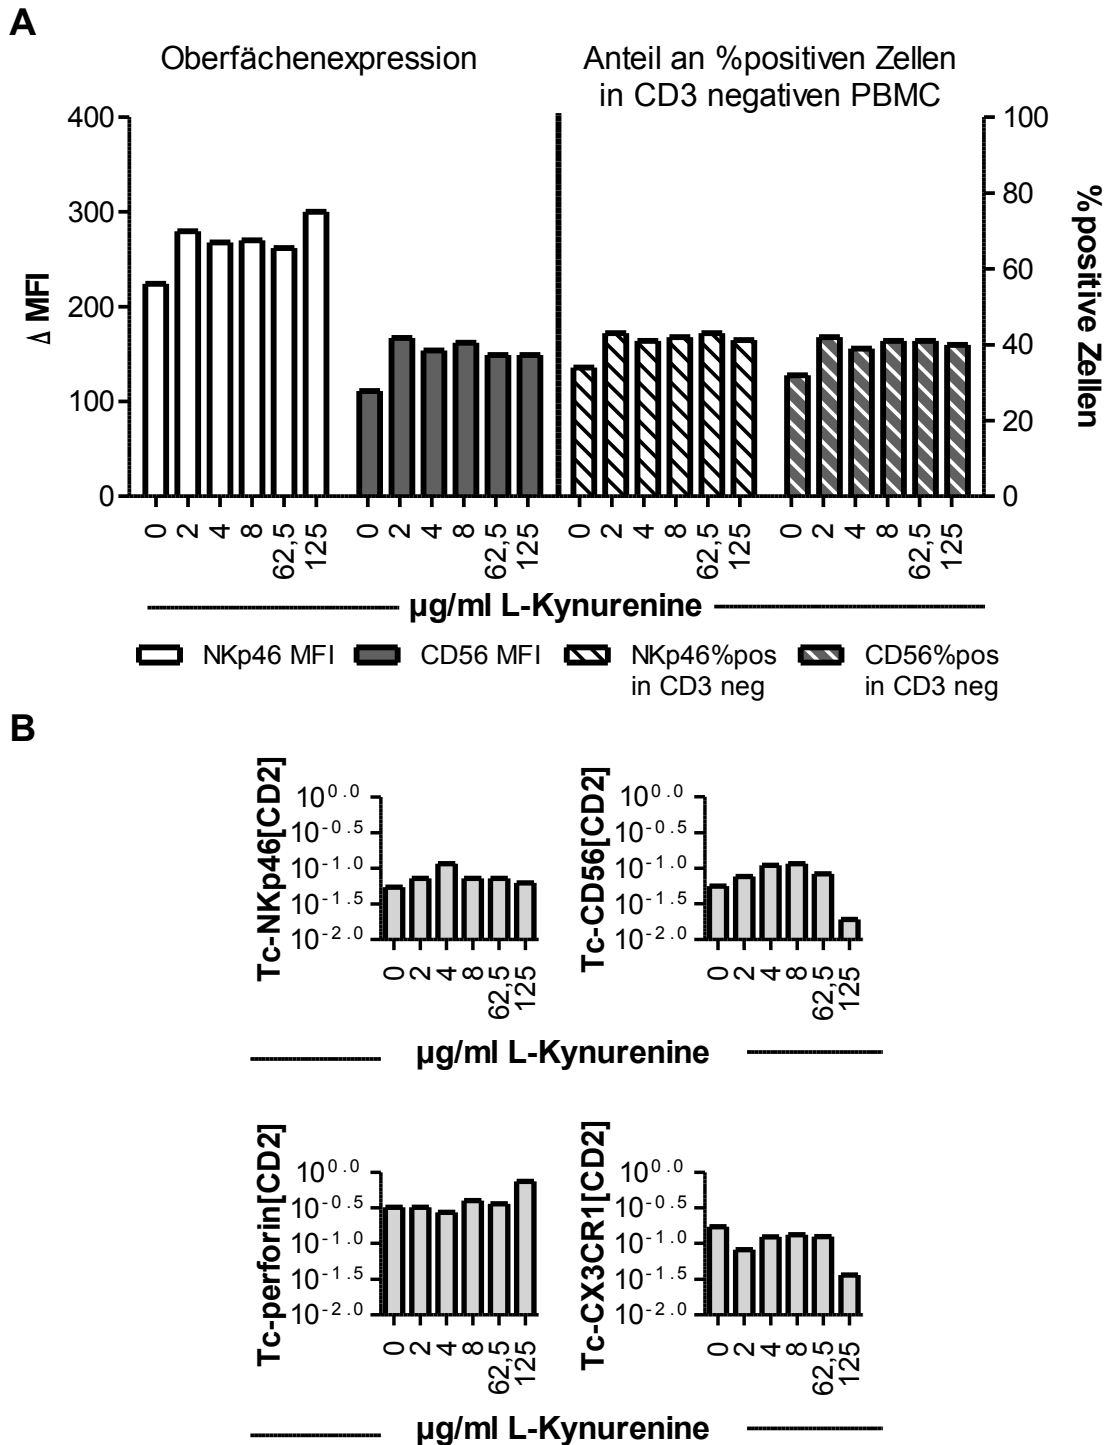 A
Oberfächenexpression
Anteil an %positiven Zellen
in CD3 negativen PBMC
400
300
200
100
0
Δ MFI
100
80
60
40
20
0
%positive Zellen
0 2 4 8 62,5 125 0 2 4 8 62,5 125 0 2 4 8 62,5 125 0 2 4 8 62,5 125
µg/ml L-Kynurenine
NKp46 MFI CD56 MFI NKp46%pos CD56%pos
in CD3 neg in CD3 neg
B
Tc-NKp46[CD2]
10^0.0
10^-0.5
10^-1.0
10^-1.5
10^-2.0
0 2 4 8 62,5 125
Tc-CD56[CD2]
10^0.0
10^-0.5
10^-1.0
10^-1.5
10^-2.0
0 2 4 8 62,5 125
µg/ml L-Kynurenine
Tc-perforin[CD2]
10^0.0
10^-0.5
10^-1.0
10^-1.5
10^-2.0
0 2 4 8 62,5 125
Tc-CX3CR1[CD2]
10^0.0
10^-0.5
10^-1.0
10^-1.5
10^-2.0
0 2 4 8 62,5 125
µg/ml L-Kynurenine